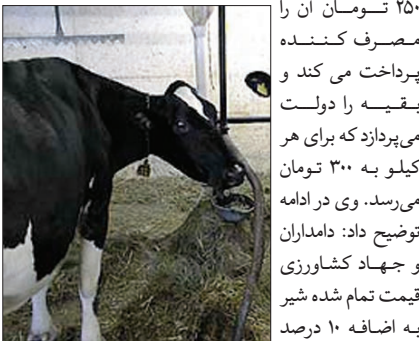 ۲۵۰ تومان آن را
مصرف کننده
پرداخت می کند و
بقیه را دولت
می‌پردازد که برای هر
کیلو به ۳۰۰ تومان
می‌رسد. وی در ادامه
توضیح داد: دامداران
و جهاد کشاورزی
قیمت تمام شده شیر
به اضافه ۱۰ درصد